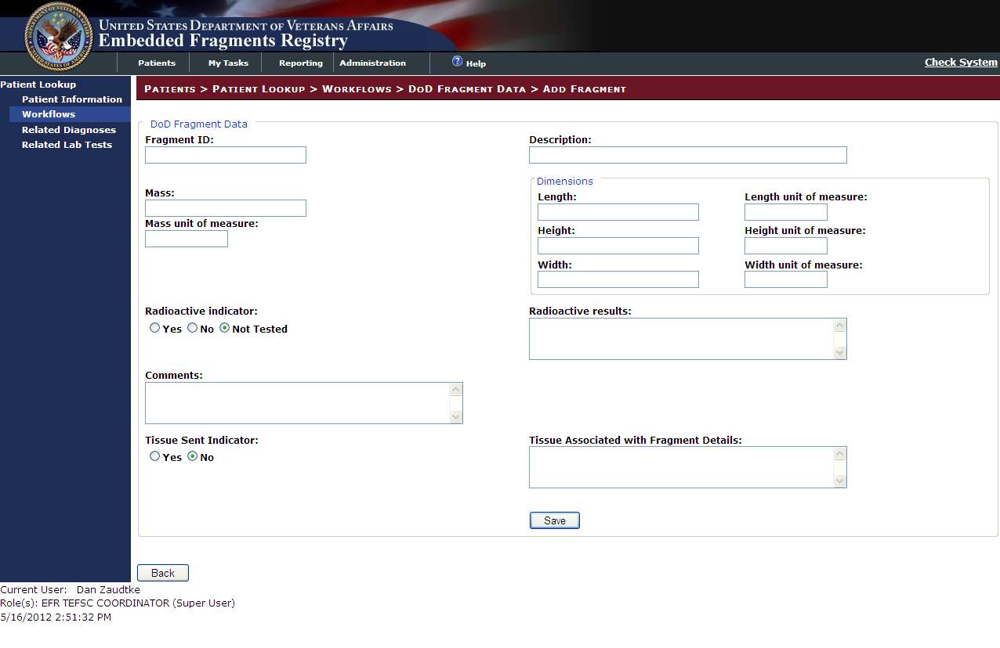 UNITED STATES DEPARTMENT OF VETERANS AFFAIRS
Embedded Fragments Registry
Patients My Tasks Reporting Administration ? Help Check System
Patient Lookup
Patient Information
Workflows
Related Diagnoses
Related Lab Tests
PATIENTS > PATIENT LOOKUP > WORKFLOWS > DOD FRAGMENT DATA > ADD FRAGMENT
DoD Fragment Data
Fragment ID: Description:
Mass:
Mass unit of measure:
Dimensions
Length: Length unit of measure:
Height: Height unit of measure:
Width: Width unit of measure:
Radioactive indicator: Radioactive results:
Yes No Not Tested
Comments:
Tissue Sent Indicator: Tissue Associated with Fragment Details:
Yes No
Save
Back
Current User: Dan Zaudtke
Role(s): EFR TEFSC COORDINATOR (Super User)
5/16/2012 2:51:32 PM